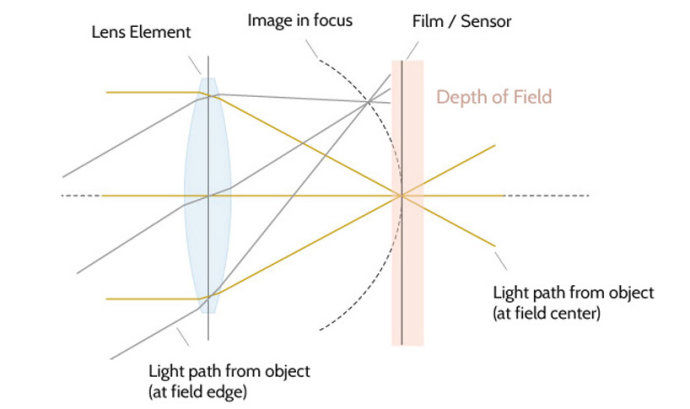 Lens Element
Image in focus
Film / Sensor
Depth of Field
Light path from object
(at field center)
Light path from object
(at field edge)